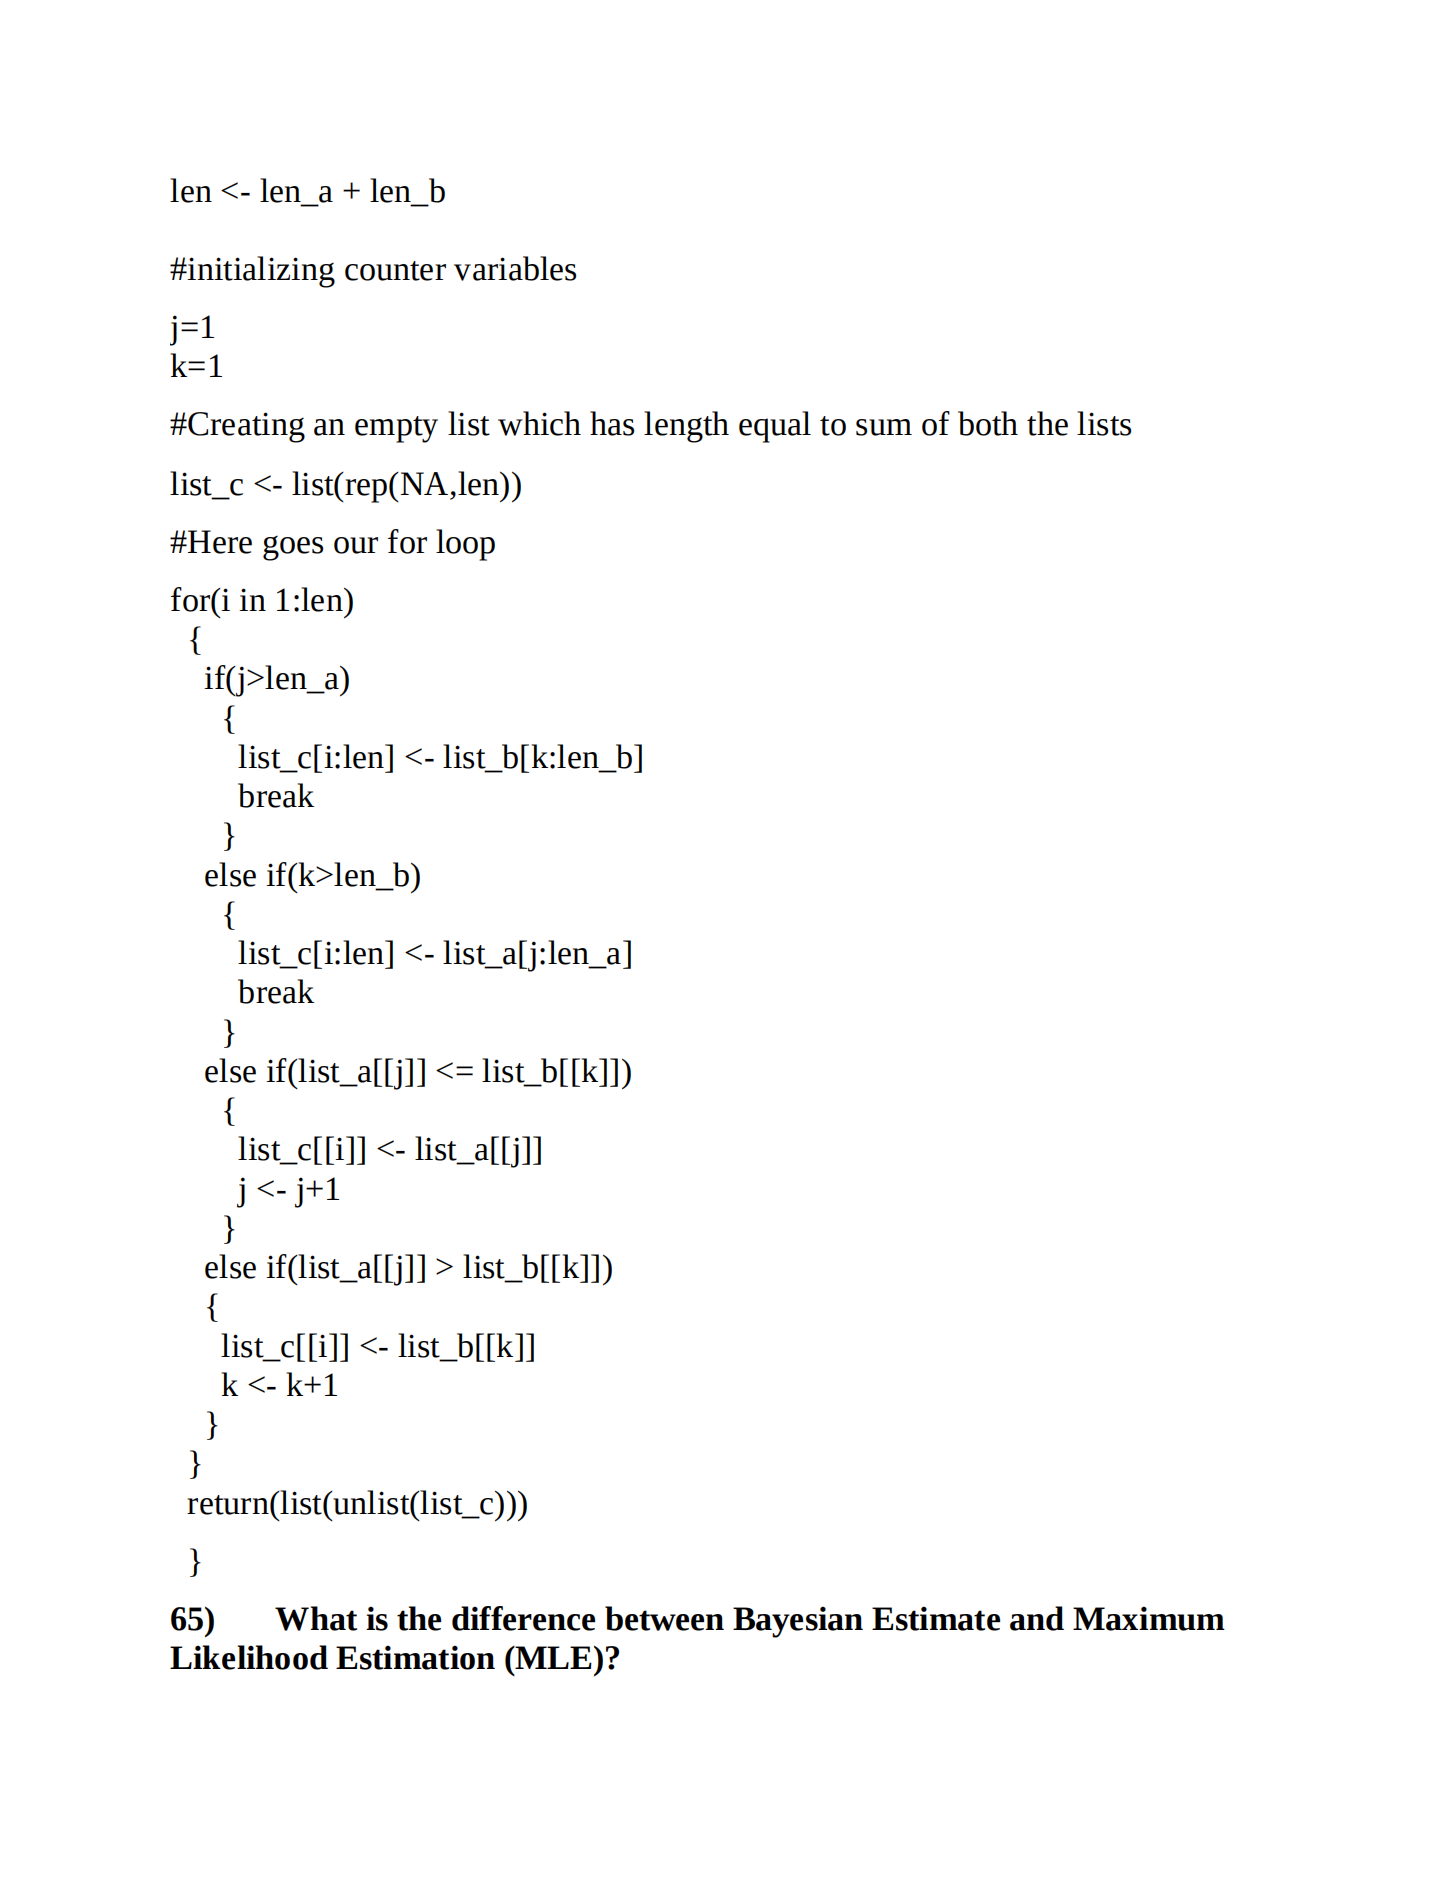 len <- len_a + len_b
#initializing counter variables
j=1
k=1
#Creating an empty list which has length equal to sum of both the lists
list_c <- list(rep(NA,len))
#Here goes our for loop
for(i in 1:len)
{
if(j>len_a)
{
list_c[i:len] <- list_b[k:len_b]
break
}
else if(k>len_b)
{
list_c[i:len] <- list_a[j:len_a]
break
}
else if(list_a[[j]] <= list_b[[k]])
{
list_c[[i]] <- list_a[[j]]
j <- j+1
}
else if(list_a[[j]] > list_b[[k]])
{
list_c[[i]] <- list_b[[k]]
k <- k+1
}
}
return(list(unlist(list_c)))
}
65) What is the difference between Bayesian Estimate and Maximum
Likelihood Estimation (MLE)?